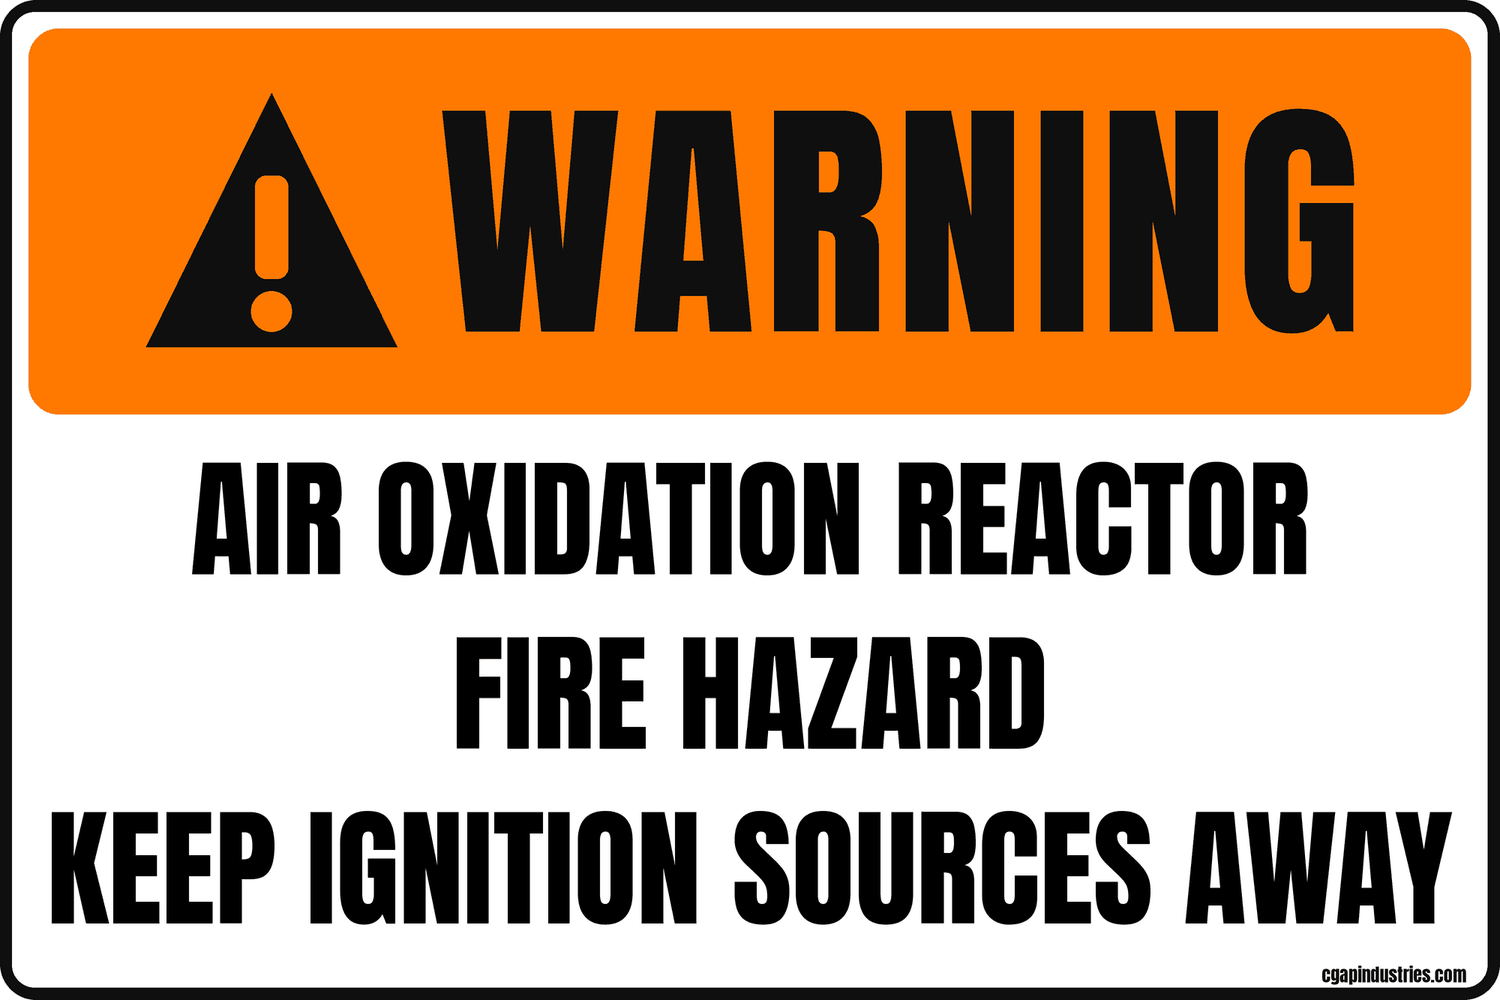 WARNING
AIR OXIDATION REACTOR
FIRE HAZARD
KEEP IGNITION SOURCES AWAY
cgapindustries.com